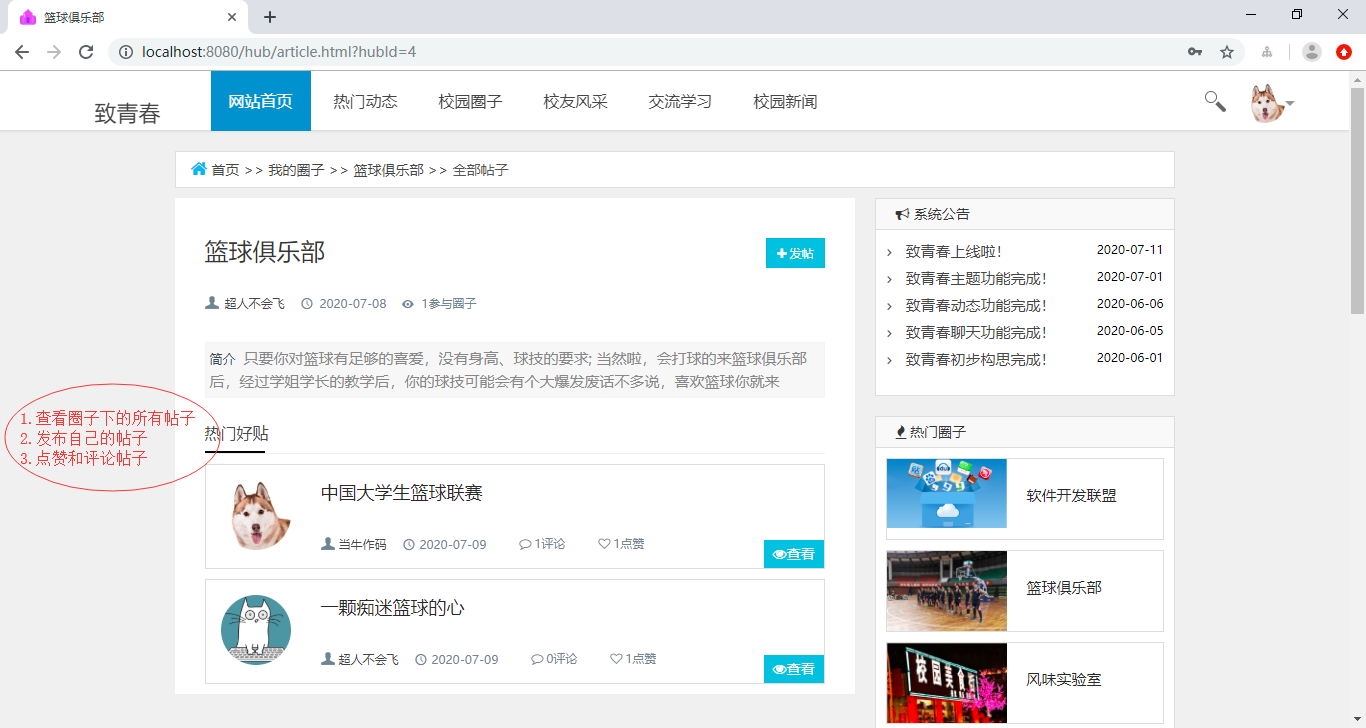 篮球俱乐部
localhost:8080/hub/article.html?hubId=4
致青春
网站首页 热门动态 校园圈子 校友风采 交流学习 校园新闻
首页 >> 我的圈子 >> 篮球俱乐部 >> 全部帖子
篮球俱乐部
发帖
超人不会飞 2020-07-08 1参与圈子
简介 只要你对篮球有足够的喜爱，没有身高、球技的要求; 当然啦，会打球的来篮球俱乐部
后，经过学姐学长的教学后，你的球技可能会有个大爆发废话不多说，喜欢篮球你就来
1.查看圈子下的所有帖子
2.发布自己的帖子
3.点赞和评论帖子
热门好贴
中国大学生篮球联赛
当牛作码 2020-07-09 1评论 1点赞
查看
一颗痴迷篮球的心
超人不会飞 2020-07-09 0评论 1点赞
查看
系统公告
致青春上线啦! 2020-07-11
致青春主题功能完成! 2020-07-01
致青春动态功能完成! 2020-06-06
致青春聊天功能完成! 2020-06-05
致青春初步构思完成! 2020-06-01
热门圈子
软件开发联盟
篮球俱乐部
校园美食
风味实验室